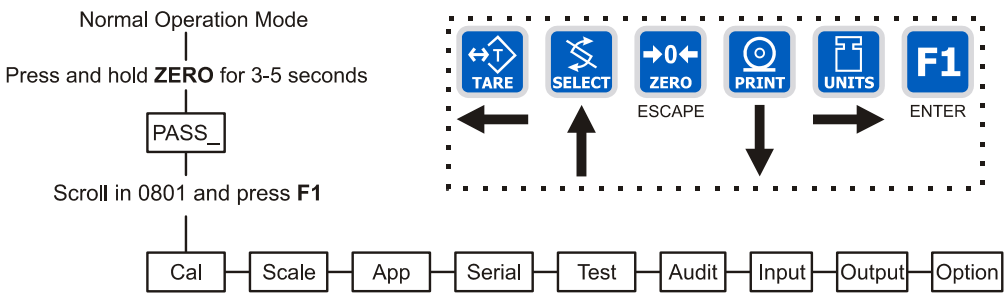 Normal Operation Mode
Press and hold ZERO for 3-5 seconds
PASS_
Scroll in 0801 and press F1
T
TARE
SELECT
→0←
ZERO
PRINT
UNITS
F1
ESCAPE
ENTER
Cal
Scale
App
Serial
Test
Audit
Input
Output
Option